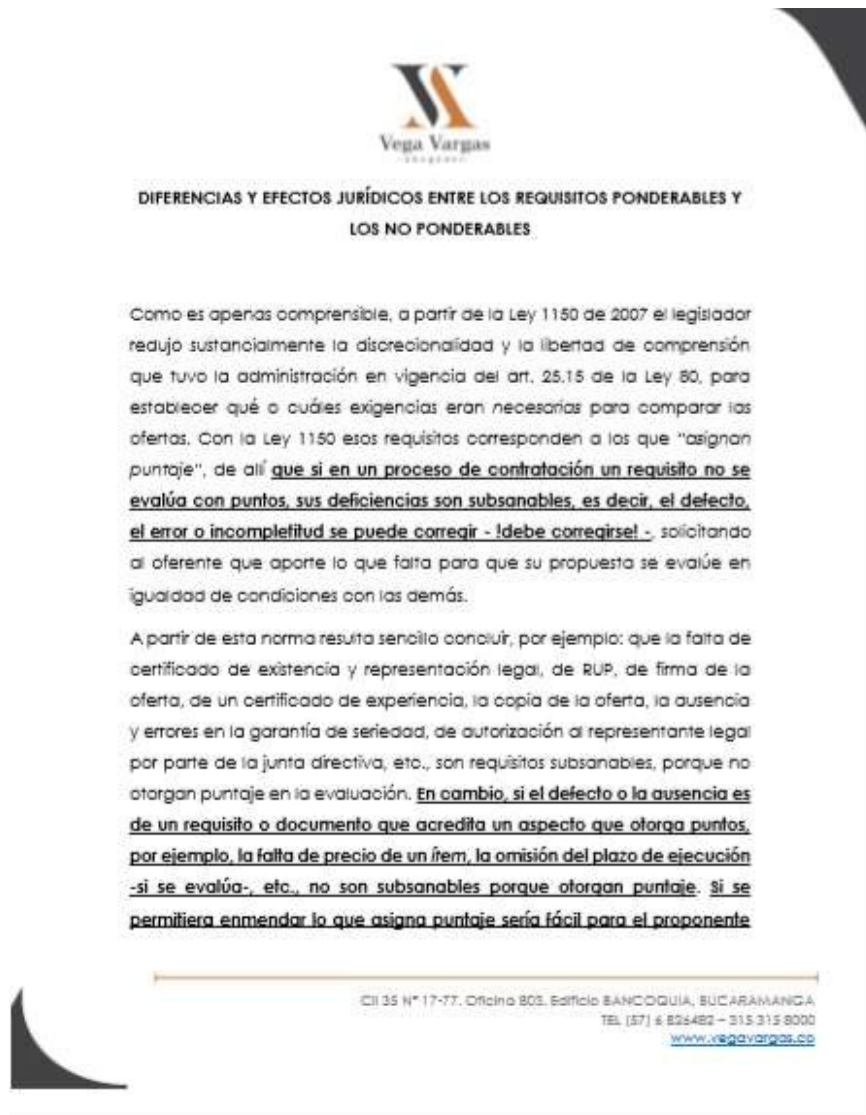 Vega Vargas
DIFERENCIAS Y EFECTOS JURÍDICOS ENTRE LOS REQUISITOS PONDERABLES Y
LOS NO PONDERABLES
Como es apenas comprensible, a partir de la Ley 1150 de 2007 el legislador
redujo sustancialmente la discrecionalidad y la libertad de comprensión
que tuvo la administración en vigencia del art. 25.15 de la Ley 80, para
establecer qué o cuáles exigencias eran necesarias para comparar las
ofertas. Con la Ley 1150 esos requisitos corresponden a los que "asignan
puntaje", de allí que si en un proceso de contratación un requisito no se
evalúa con puntos, sus deficiencias son subsanables, es decir, el defecto,
el error o incompletitud se puede corregir - !debe corregirse! -, solicitando
al oferente que aporte lo que falta para que su propuesta se evalúe en
igualdad de condiciones con las demás.
A partir de esta norma resulta sencillo concluir, por ejemplo: que la falta de
certificado de existencia y representación legal, de RUP, de firma de la
oferta, de un certificado de experiencia, la copia de la oferta, la ausencia
y errores en la garantía de seriedad, de autorización al representante legal
por parte de la junta directiva, etc., son requisitos subsanables, porque no
otorgan puntaje en la evaluación. En cambio, si el defecto o la ausencia es
de un requisito o documento que acredita un aspecto que otorga puntos,
por ejemplo, la falta de precio de un ítem, la omisión del plazo de ejecución
-si se evalúa-, etc., no son subsanables porque otorgan puntaje. Si se
permitiera enmendar lo que asigna puntaje sería fácil para el proponente
Cll 35 N° 17-77. Oficina 803. Edificio BANCOQUIA, BUCARAMANGA
TEL (57) 6 826482 – 315 315 8000
www.vegavargas.co